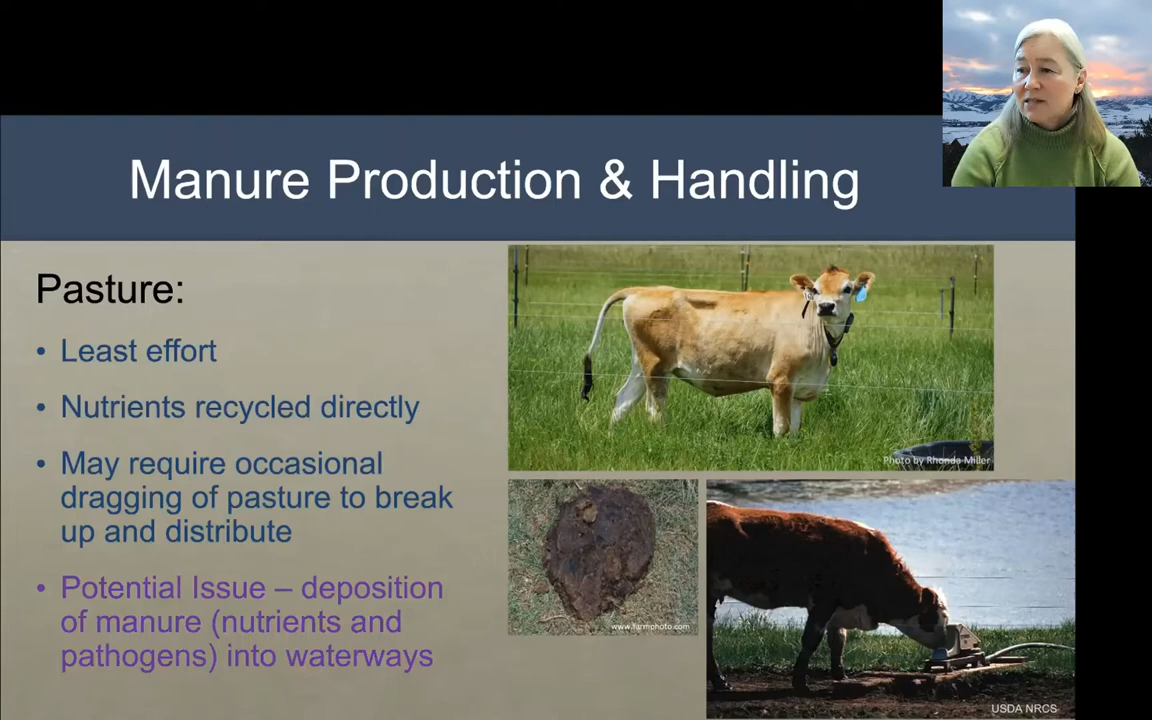 Manure Production & Handling
Pasture:
• Least effort
• Nutrients recycled directly
• May require occasional
dragging of pasture to break
up and distribute
• Potential Issue – deposition
of manure (nutrients and
pathogens) into waterways
Photo by Rhonda Miller
www.farmphoto.com
USDA NRCS